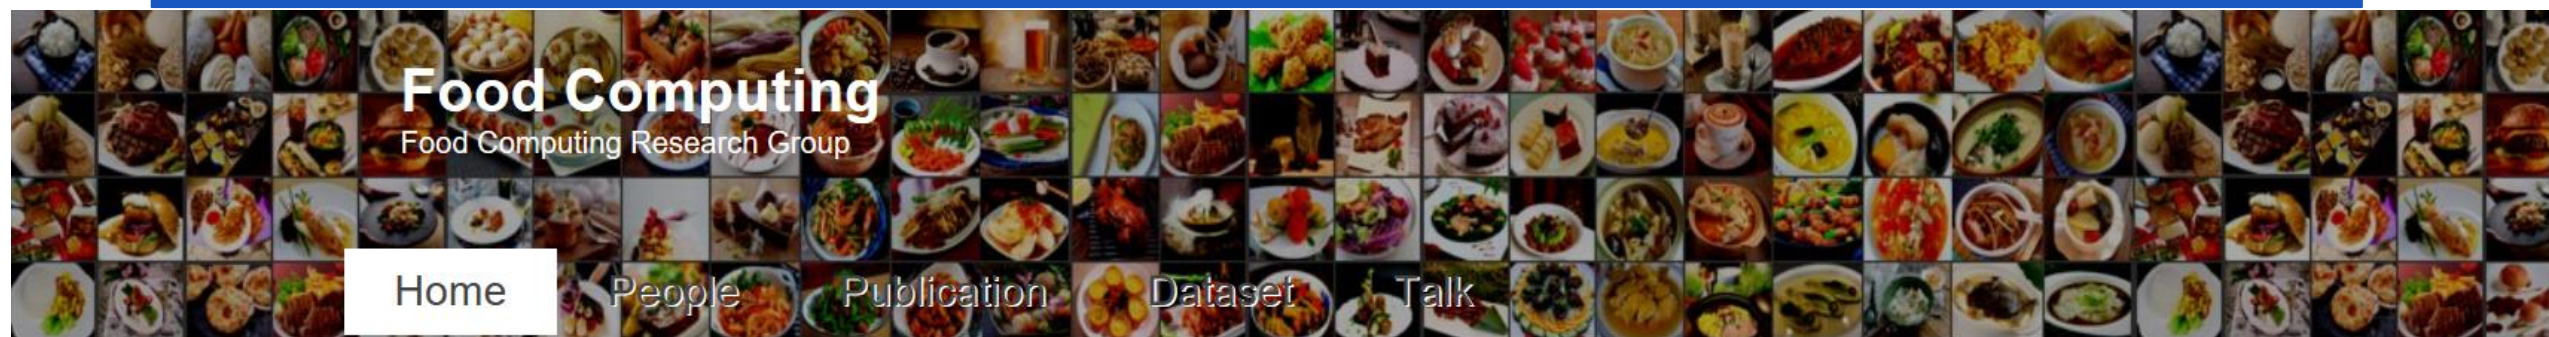 Food Computing
Food Computing Research Group
Home People Publication Dataset Talk